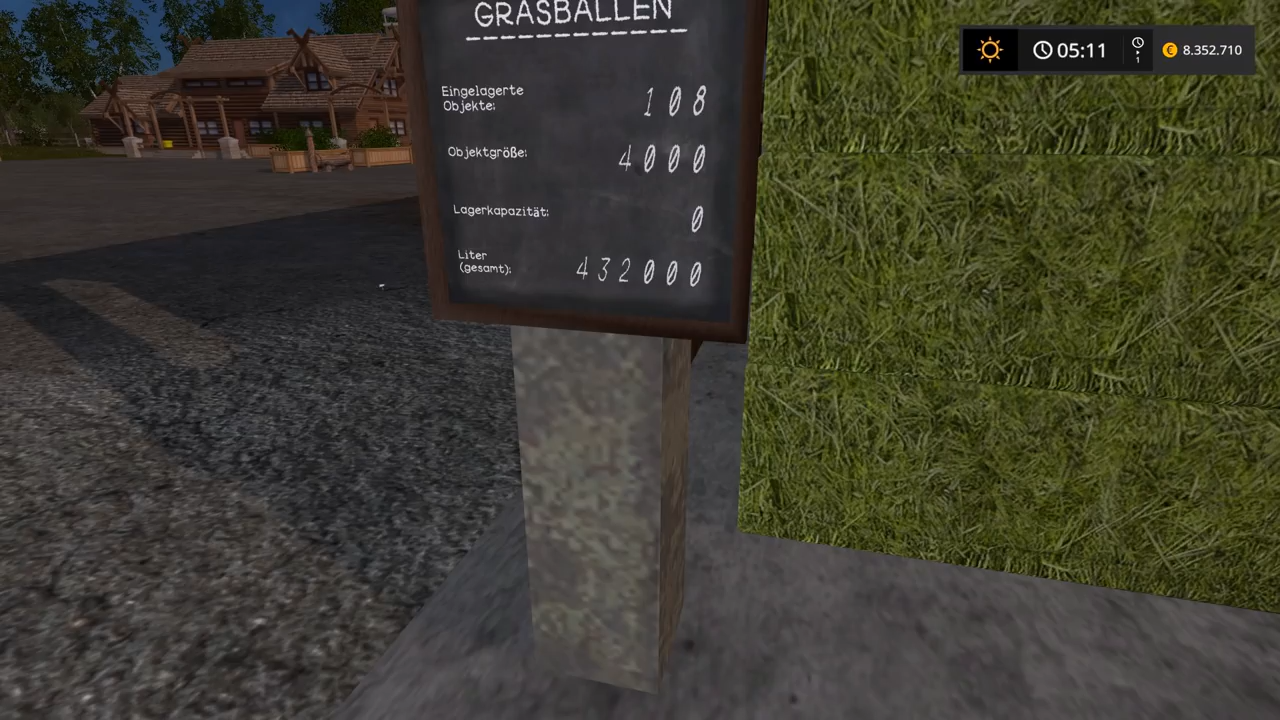 GRASBALLEN
Eingelagerte
Objekte:
108
Objektgröße:
4000
Lagerkapazität:
0
Liter
(gesamt):
432000
05:11
1
8.352.710